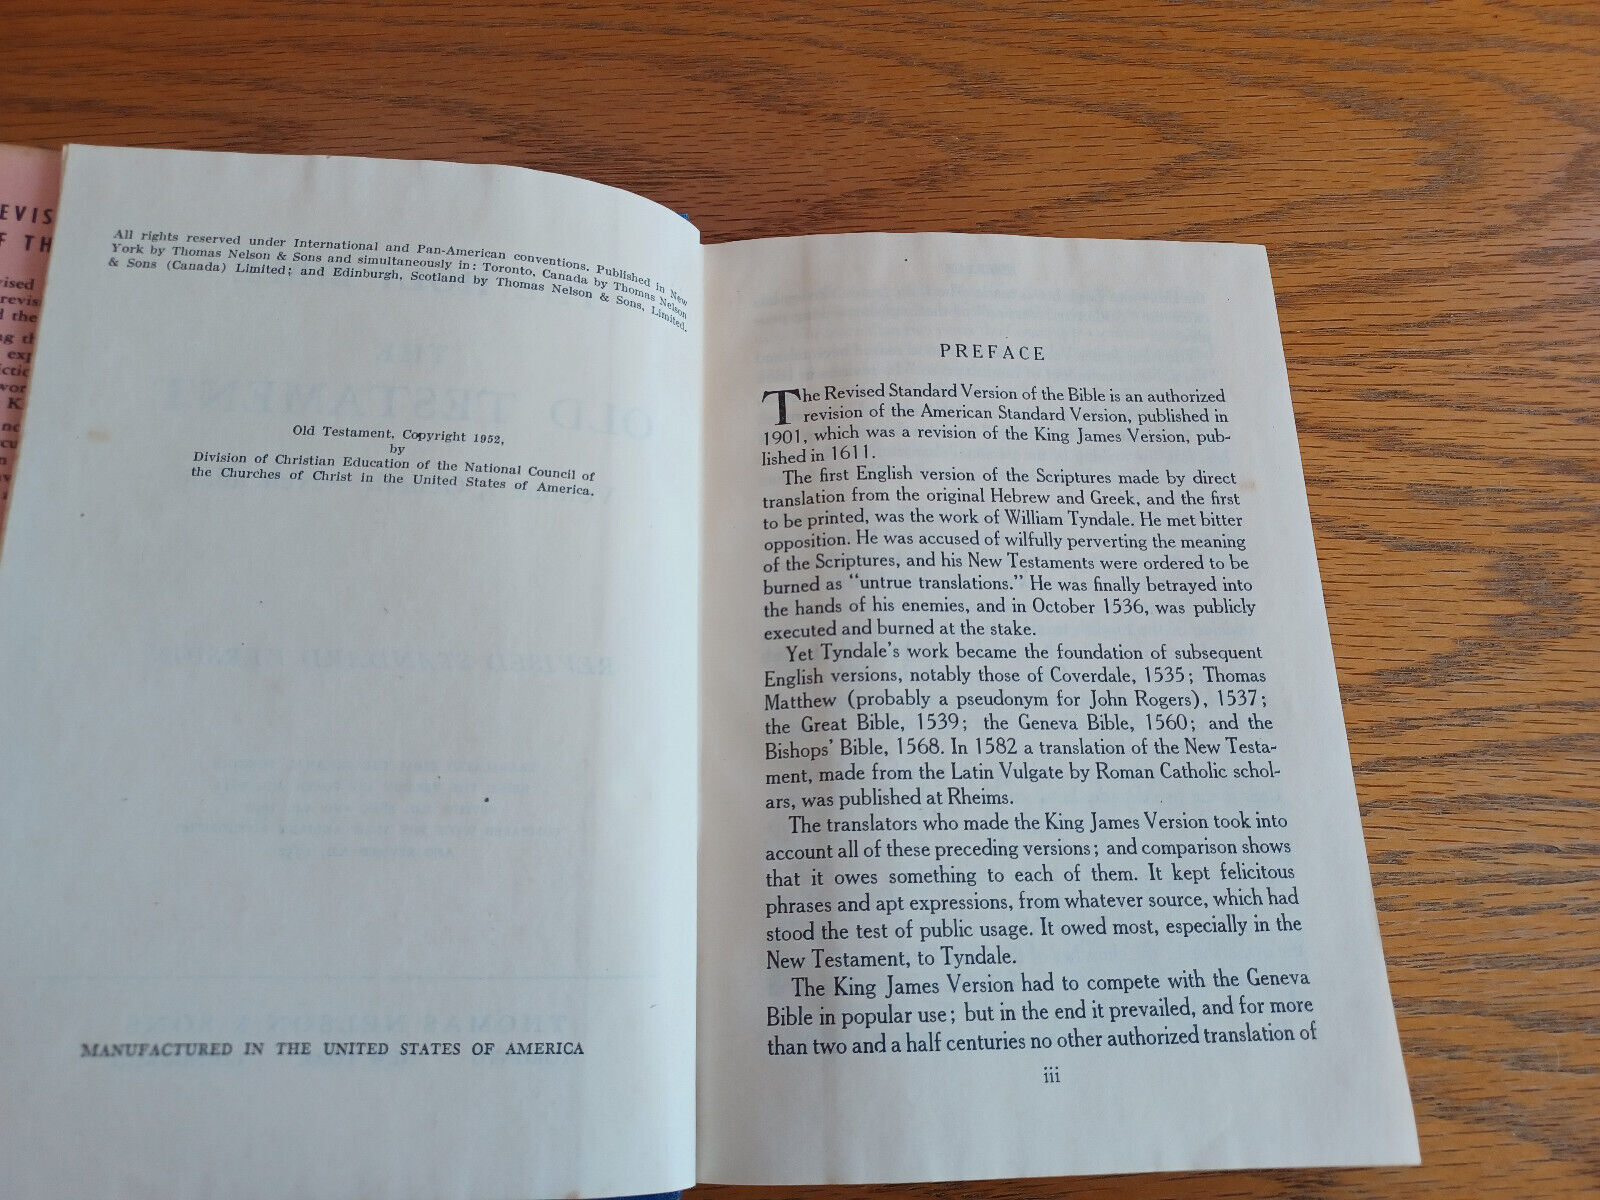 EVIS
F TH
ised
revis
d the
ng th
exp
ictio
wor
K
nc
cu
n
All rights reserved under International and Pan-American conventions. Published in New
York by Thomas Nelson & Sons and simultaneously in: Toronto, Canada by Thomas Nelson
& Sons (Canada) Limited; and Edinburgh, Scotland by Thomas Nelson & Sons, Limited.
Old Testament, Copyright 1952,
by
Division of Christian Education of the National Council of
the Churches of Christ in the United States of America.
MANUFACTURED IN THE UNITED STATES OF AMERICA
PREFACE
The Revised Standard Version of the Bible is an authorized
revision of the American Standard Version, published in
1901, which was a revision of the King James Version, pub-
lished in 1611.
The first English version of the Scriptures made by direct
translation from the original Hebrew and Greek, and the first
to be printed, was the work of William Tyndale. He met bitter
opposition. He was accused of wilfully perverting the meaning
of the Scriptures, and his New Testaments were ordered to be
burned as "untrue translations." He was finally betrayed into
the hands of his enemies, and in October 1536, was publicly
executed and burned at the stake.
Yet Tyndale's work became the foundation of subsequent
English versions, notably those of Coverdale, 1535; Thomas
Matthew (probably a pseudonym for John Rogers), 1537;
the Great Bible, 1539; the Geneva Bible, 1560; and the
Bishops' Bible, 1568. In 1582 a translation of the New Testa-
ment, made from the Latin Vulgate by Roman Catholic schol-
ars, was published at Rheims.
The translators who made the King James Version took into
account all of these preceding versions; and comparison shows
that it owes something to each of them. It kept felicitous
phrases and apt expressions, from whatever source, which had
stood the test of public usage. It owed most, especially in the
New Testament, to Tyndale.
The King James Version had to compete with the Geneva
Bible in popular use; but in the end it prevailed, and for more
than two and a half centuries no other authorized translation of
iii